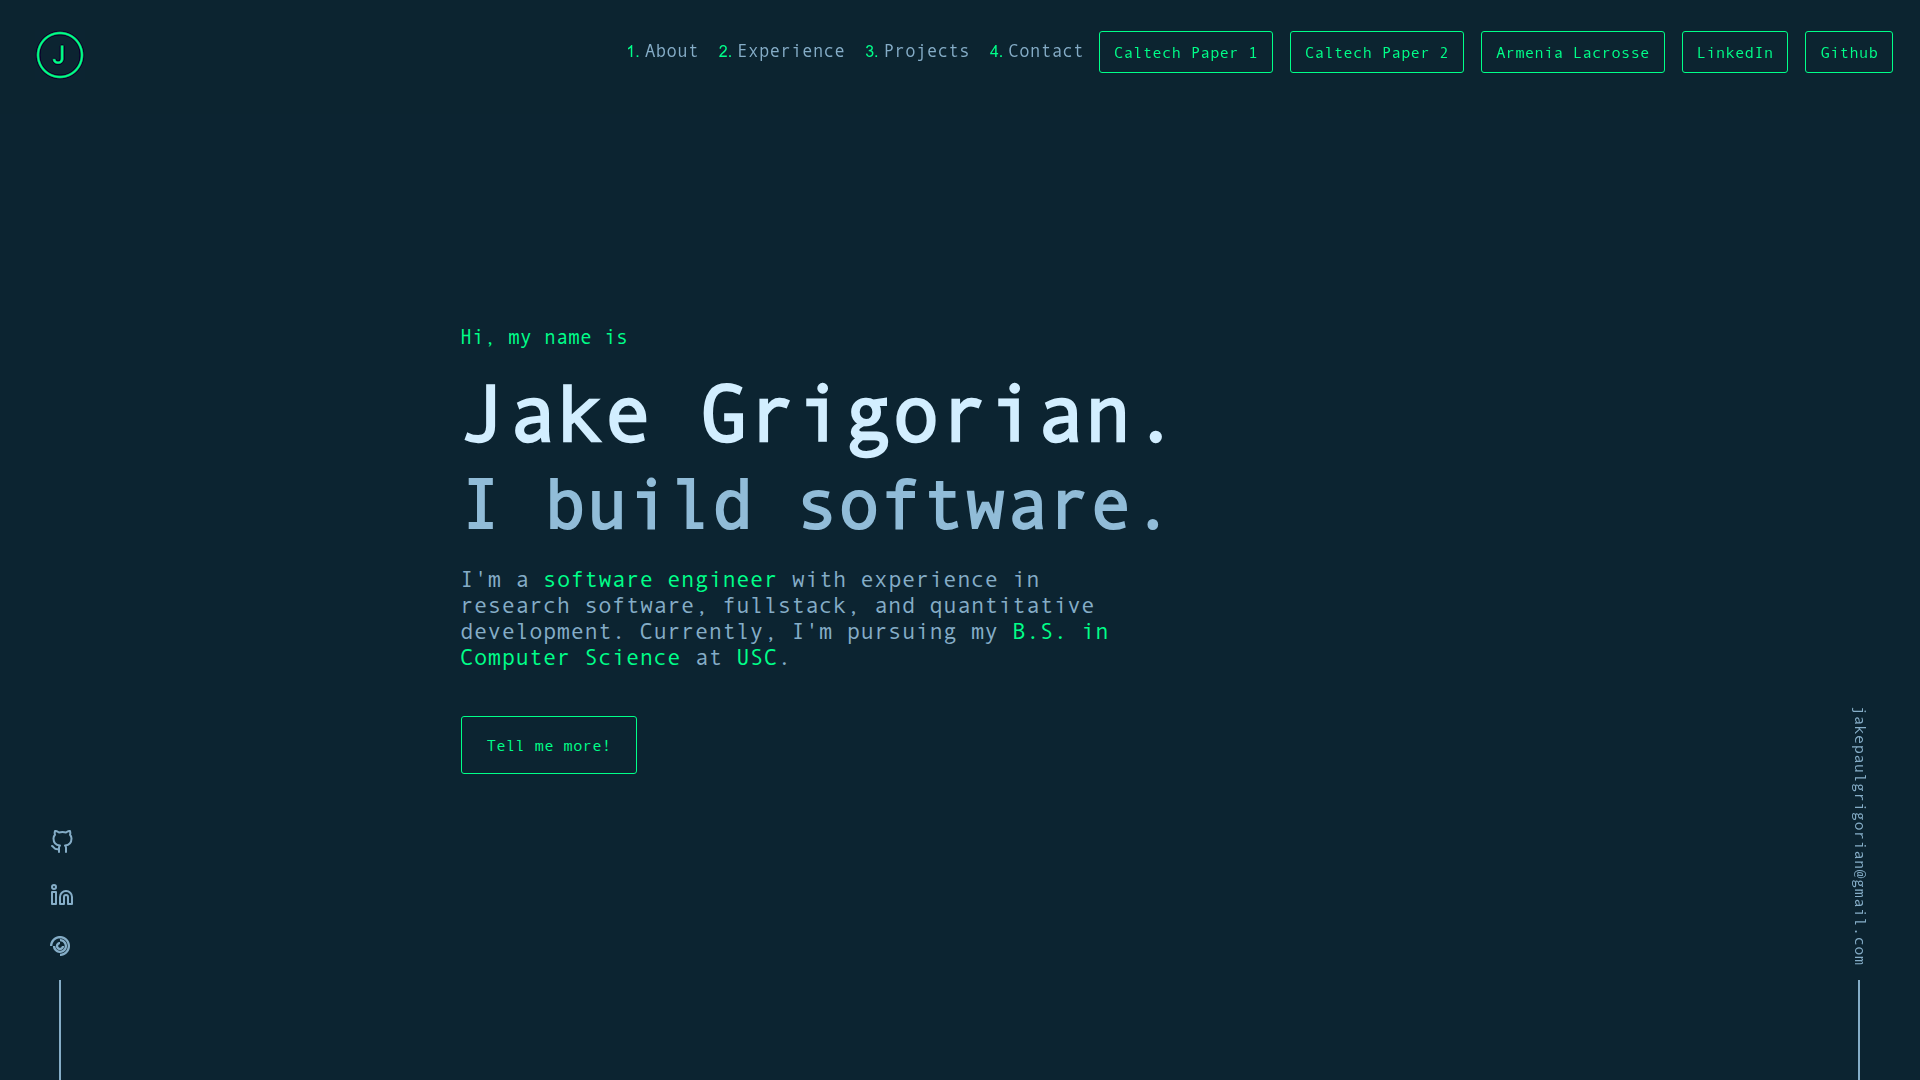 J
1. About 2. Experience 3. Projects 4. Contact Caltech Paper 1 Caltech Paper 2 Armenia Lacrosse LinkedIn Github
Hi, my name is
Jake Grigorian.
I build software.
I'm a software engineer with experience in
research software, fullstack, and quantitative
development. Currently, I'm pursuing my B.S. in
Computer Science at USC.
Tell me more!
jakepaulgrigorian@gmail.com